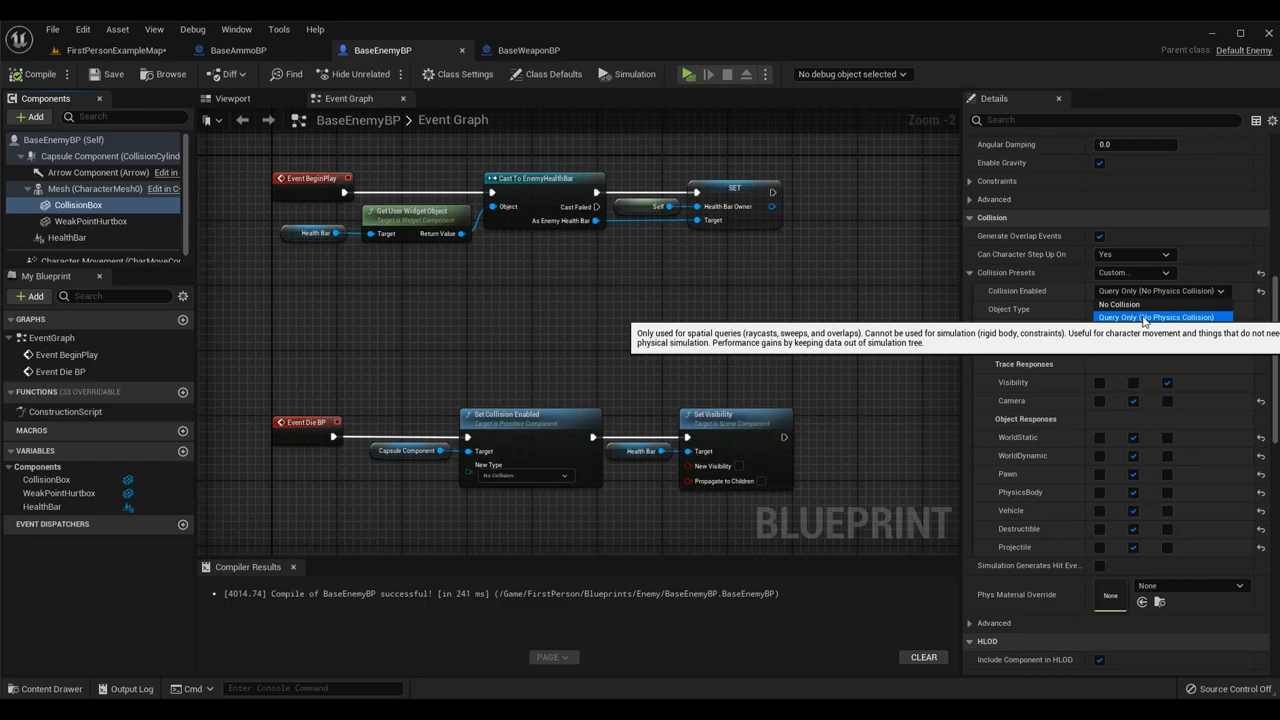 File Edit Asset View Debug Window Tools Help
FirstPersonExampleMap* BaseAmmoBP BaseEnemyBP BaseWeaponBP
Parent class: Default Enemy
Compile Save Browse Diff Find Hide Unrelated Class Settings Class Defaults Simulation No debug object selected
Components
Add Search
BaseEnemyBP (Self)
Capsule Component (CollisionCylind
Arrow Component (Arrow) Edit in
Mesh (CharacterMesh0) Edit in C
CollisionBox
WeakPointHurtbox
HealthBar
Character Movement (CharMoveCo
My Blueprint
Add Search
GRAPHS
EventGraph
Event BeginPlay
Event Die BP
FUNCTIONS (33 OVERRIDABLE)
ConstructionScript
MACROS
VARIABLES
Components
CollisionBox
WeakPointHurtbox
HealthBar
EVENT DISPATCHERS
Viewport Event Graph
BaseEnemyBP > Event Graph
Zoom -2
Event BeginPlay
Get User Widget Object
Target is Widget Component
Health Bar
Target Return Value
Cast To EnemyHealthBar
Object Cast Failed
As Enemy Health Bar
Self
SET
Health Bar Owner
Target
Event Die BP
Capsule Component
Set Collision Enabled
Target is Primitive Component
Target
New Type
No Collision
Health Bar
Set Visibility
Target is Scene Component
Target
New Visibility
Propagate to Children
BLUEPRINT
Compiler Results
[4014.74] Compile of BaseEnemyBP successful! [in 241 ms] (/Game/FirstPerson/Blueprints/Enemy/BaseEnemyBP.BaseEnemyBP)
PAGE
CLEAR
Details
Search
Angular Damping 0.0
Enable Gravity
Constraints
Advanced
Collision
Generate Overlap Events
Can Character Step Up On Yes
Collision Presets Custom...
Collision Enabled Query Only (No Physics Collision)
No Collision
Object Type
Query Only (No Physics Collision)
Only used for spatial queries (raycasts, sweeps, and overlaps). Cannot be used for simulation (rigid body, constraints). Useful for character movement and things that do not nee
physical simulation. Performance gains by keeping data out of simulation tree.
Trace Responses
Visibility
Camera
Object Responses
WorldStatic
WorldDynamic
Pawn
PhysicsBody
Vehicle
Destructible
Projectile
Simulation Generates Hit Eve...
Phys Material Override None None
Advanced
HLOD
Include Component in HLOD
Content Drawer Output Log Cmd Enter Console Command Source Control Off